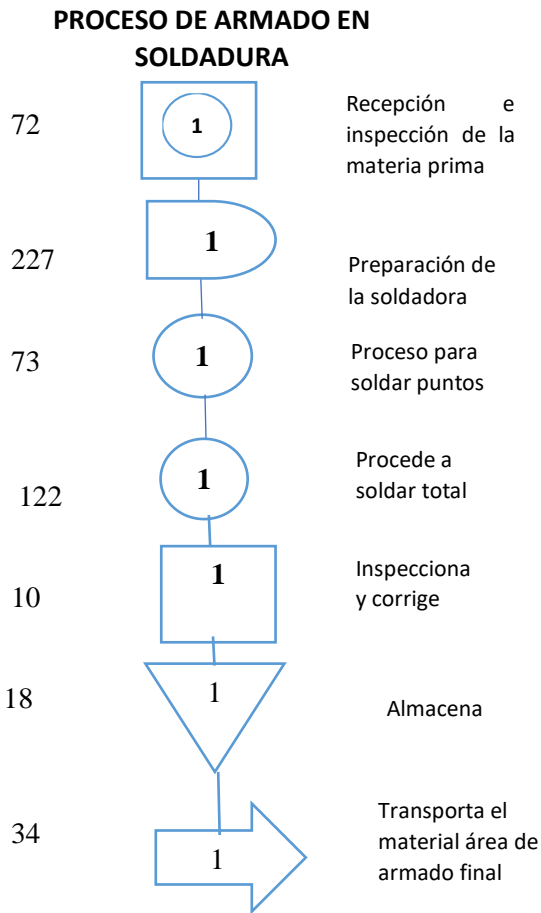 PROCESO DE ARMADO EN
SOLDADURA
72
1
Recepción e
inspección de la
materia prima
227
1
Preparación de
la soldadora
73
1
Proceso para
soldar puntos
122
1
Procede a
soldar total
10
1
Inspecciona
y corrige
18
1
Almacena
34
1
Transporta el
material área de
armado final